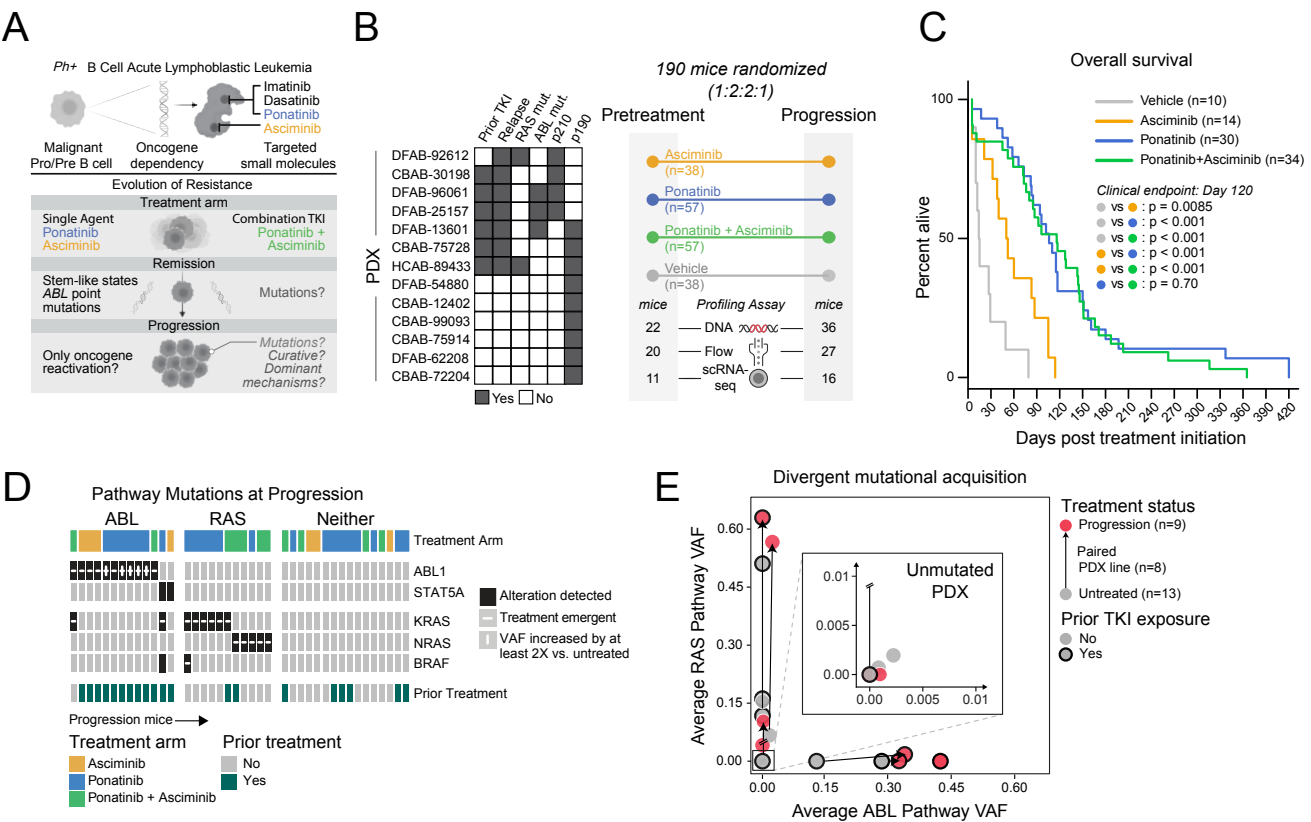 A
Ph+ B Cell Acute Lymphoblastic Leukemia
Imatinib
Dasatinib
Ponatinib
Asciminib
Malignant
Pro/Pre B cell
Oncogene
dependency
Targeted
small molecules
Evolution of Resistance
Treatment arm
Single Agent
Ponatinib
Asciminib
Combination TKI
Ponatinib +
Asciminib
Remission
Stem-like states
ABL point
mutations
Mutations?
Progression
Only oncogene
reactivation?
Mutations?
Curative?
Dominant
mechanisms?
B
Prior TKI
Relapse
RAS mut.
ABL mut.
p210
p190
PDX
DFAB-92612
CBAB-30198
DFAB-96061
DFAB-25157
DFAB-13601
CBAB-75728
HCAB-89433
DFAB-54880
CBAB-12402
CBAB-99093
CBAB-75914
DFAB-62208
CBAB-72204
Yes No
190 mice randomized
(1:2:2:1)
Pretreatment Progression
Asciminib
(n=38)
Ponatinib
(n=57)
Ponatinib + Asciminib
(n=57)
Vehicle
(n=38)
mice Profiling Assay mice
22 DNA 36
20 Flow 27
11 scRNA-
seq 16
C
Overall survival
Percent alive
100
50
0
Vehicle (n=10)
Asciminib (n=14)
Ponatinib (n=30)
Ponatinib+Asciminib (n=34)
Clinical endpoint: Day 120
vs : p = 0.0085
vs : p < 0.001
vs : p < 0.001
vs : p < 0.001
vs : p < 0.001
vs : p = 0.70
0 30 60 90 120 150 180 210 240 270 300 330 360 390 420
Days post treatment initiation
D
Pathway Mutations at Progression
ABL RAS Neither
Treatment Arm
ABL1
STAT5A
KRAS
NRAS
BRAF
Prior Treatment
Alteration detected
Treatment emergent
VAF increased by at
least 2X vs. untreated
Progression mice
Treatment arm
Asciminib
Ponatinib
Ponatinib + Asciminib
Prior treatment
No
Yes
E
Divergent mutational acquisition
Average RAS Pathway VAF
0.60
0.45
0.30
0.15
0.00
0.00 0.15 0.30 0.45 0.60
Average ABL Pathway VAF
Unmutated
PDX
0.01
0.005
0.00
0.00 0.005 0.01
Treatment status
Progression (n=9)
Paired
PDX line (n=8)
Untreated (n=13)
Prior TKI exposure
No
Yes